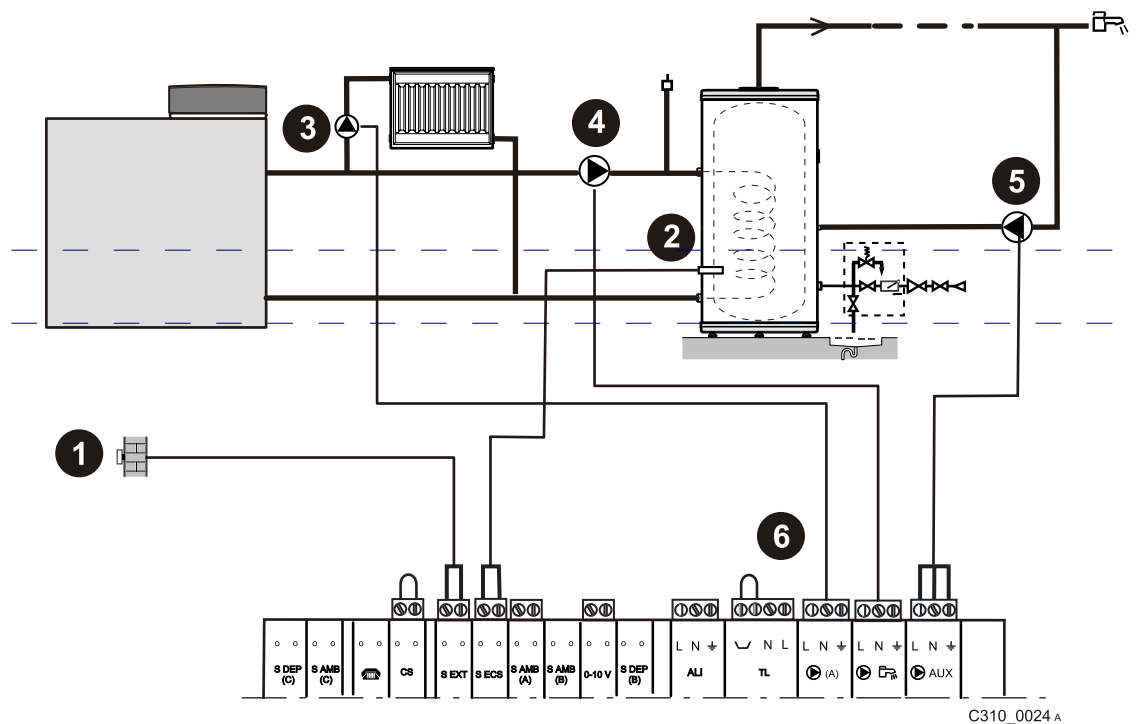 3
4
5
2
1
6
S DEP
(C)
S AMB
(C)
CS
S EXT
S ECS
S AMB
(A)
S AMB
(B)
0-10 V
S DEP
(B)
L N
ALI
N L
TL
L N
(A)
L N
L N
AUX
C310_0024 A